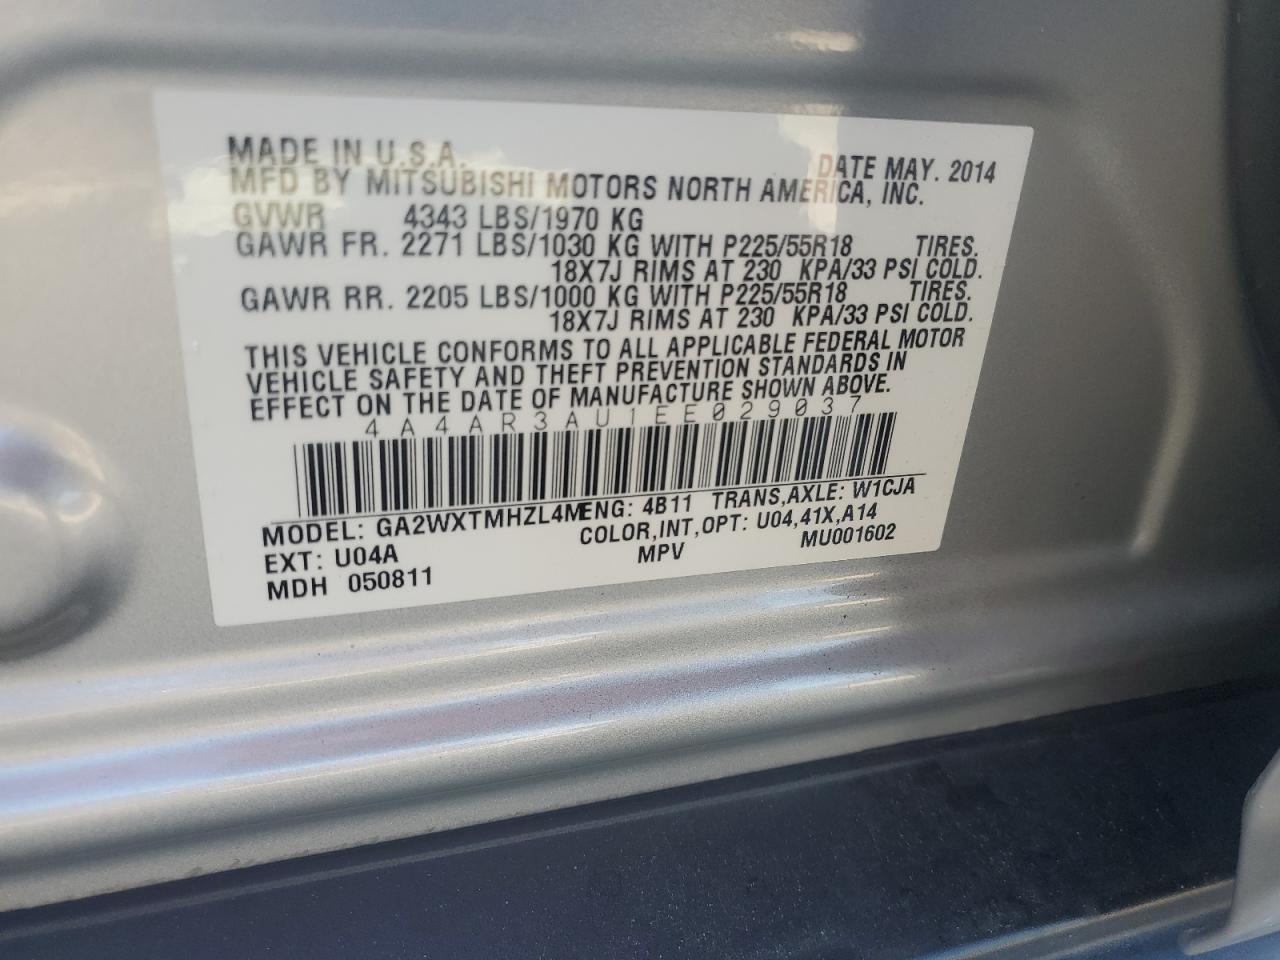 MADE IN U.S.A. DATE MAY. 2014
MFD BY MITSUBISHI MOTORS NORTH AMERICA, INC.
GVWR 4343 LBS/1970 KG
GAWR FR. 2271 LBS/1030 KG WITH P225/55R18 TIRES.
18X7J RIMS AT 230 KPA/33 PSI COLD.
GAWR RR. 2205 LBS/1000 KG WITH P225/55R18 TIRES.
18X7J RIMS AT 230 KPA/33 PSI COLD.
THIS VEHICLE CONFORMS TO ALL APPLICABLE FEDERAL MOTOR
VEHICLE SAFETY AND THEFT PREVENTION STANDARDS IN
EFFECT ON THE DATE OF MANUFACTURE SHOWN ABOVE.
4A4AR3AU1EE029037
MODEL: GA2WXTMHZL4M ENG: 4B11 TRANS,AXLE: W1CJA
EXT: U04A COLOR,INT,OPT: U04,41X,A14
MDH 050811 MPV MU001602